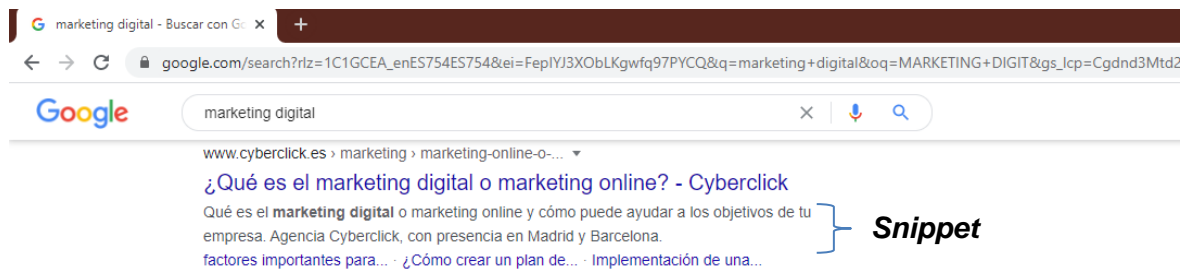 marketing digital - Buscar con Go
google.com/search?rlz=1C1GCEA_enES754ES754&ei=FepIYJ3XObLKgwfq97PYCQ&q=marketing+digital&oq=MARKETING+DIGIT&gs_lcp=Cgdnd3Mtd2
Google marketing digital
www.cyberclick.es › marketing › marketing-online-o-...
¿Qué es el marketing digital o marketing online? - Cyberclick
Qué es el marketing digital o marketing online y cómo puede ayudar a los objetivos de tu
empresa. Agencia Cyberclick, con presencia en Madrid y Barcelona.
Snippet
factores importantes para... · ¿Cómo crear un plan de... · Implementación de una...